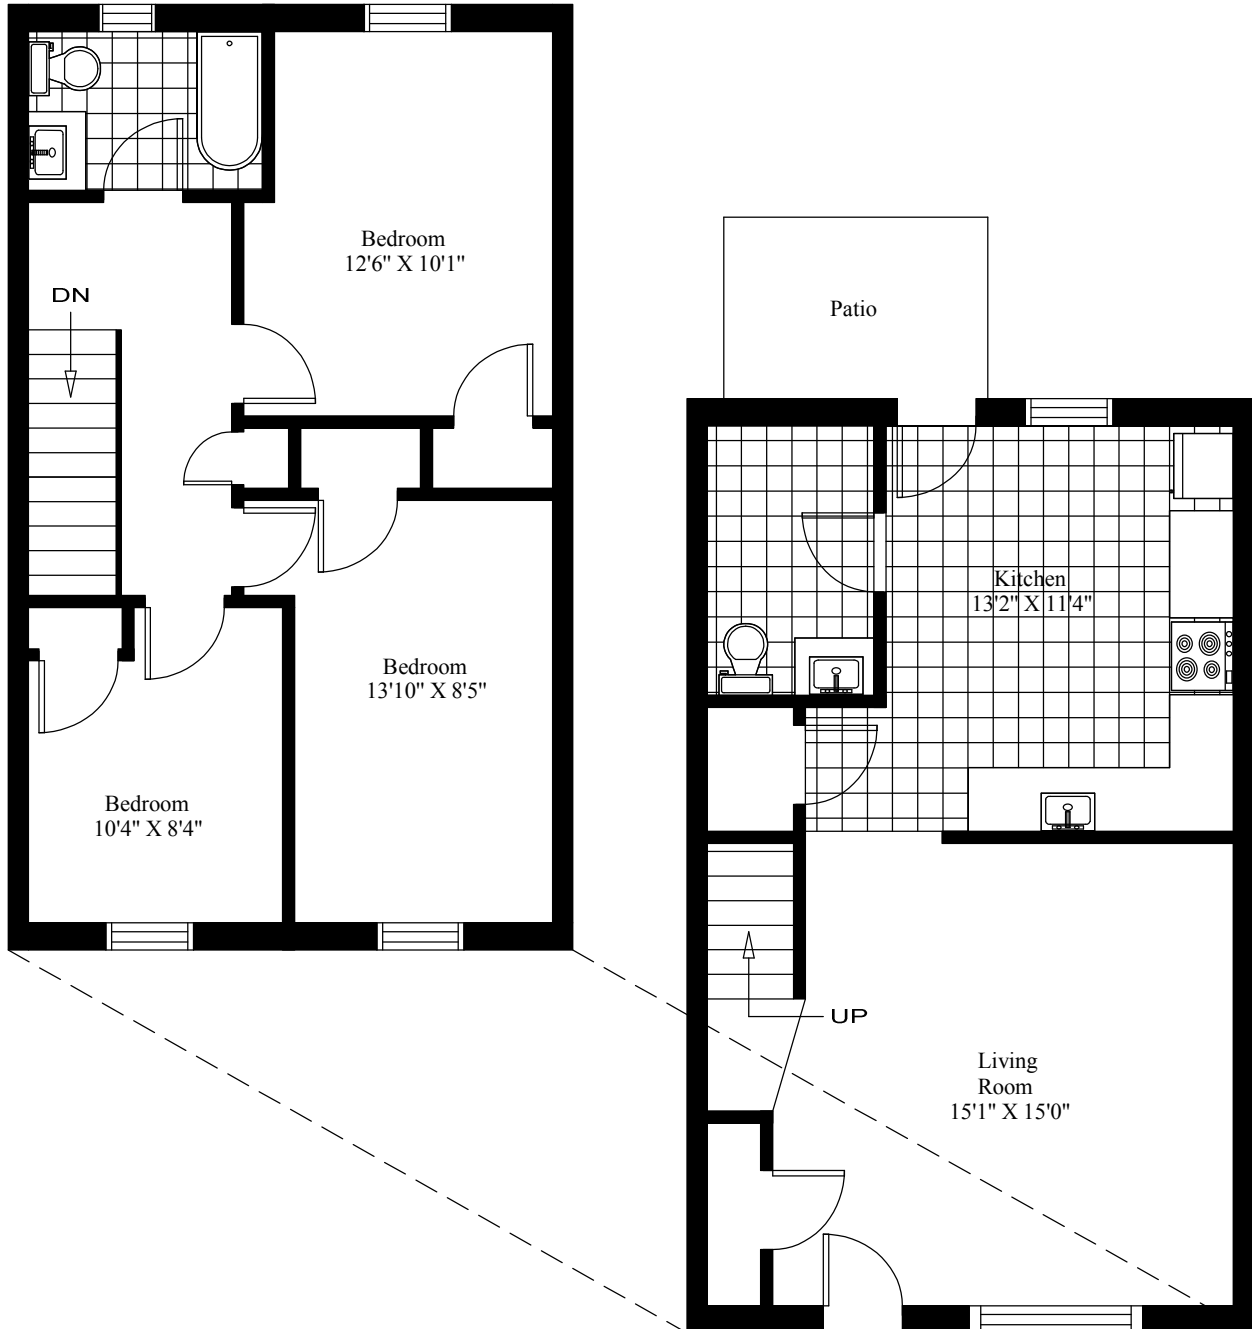 Bedroom
12'6" X 10'1"
DN
Bedroom
13'10" X 8'5"
Bedroom
10'4" X 8'4"
Patio
Kitchen
13'2" X 11'4"
UP
Living
Room
15'1" X 15'0"